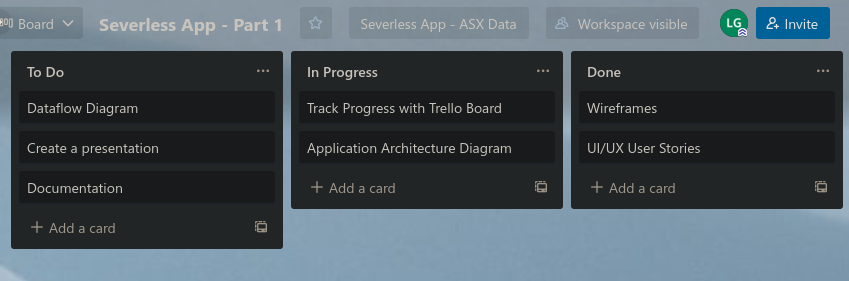 Board
Severless App - Part 1
Severless App - ASX Data
Workspace visible
LG
Invite
To Do
Dataflow Diagram
Create a presentation
Documentation
+ Add a card
In Progress
Track Progress with Trello Board
Application Architecture Diagram
+ Add a card
Done
Wireframes
UI/UX User Stories
+ Add a card